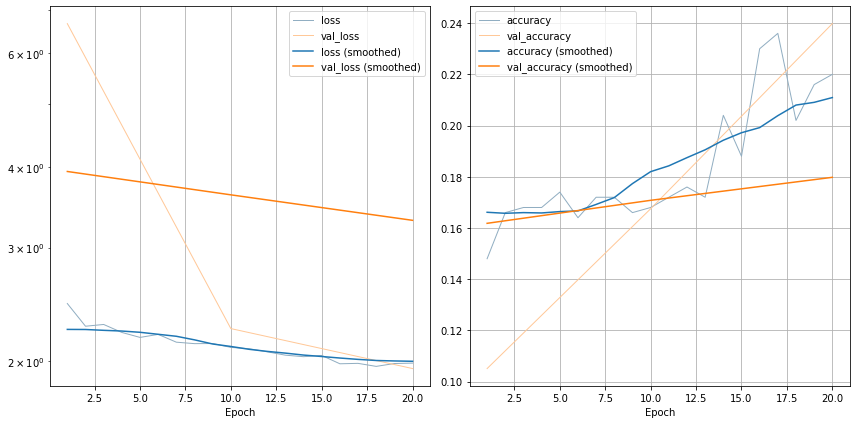 loss
val_loss
loss (smoothed)
val_loss (smoothed)
6 × 10⁰
4 × 10⁰
3 × 10⁰
2 × 10⁰
2.5 5.0 7.5 10.0 12.5 15.0 17.5 20.0
Epoch
accuracy
val_accuracy
accuracy (smoothed)
val_accuracy (smoothed)
0.24
0.22
0.20
0.18
0.16
0.14
0.12
0.10
2.5 5.0 7.5 10.0 12.5 15.0 17.5 20.0
Epoch